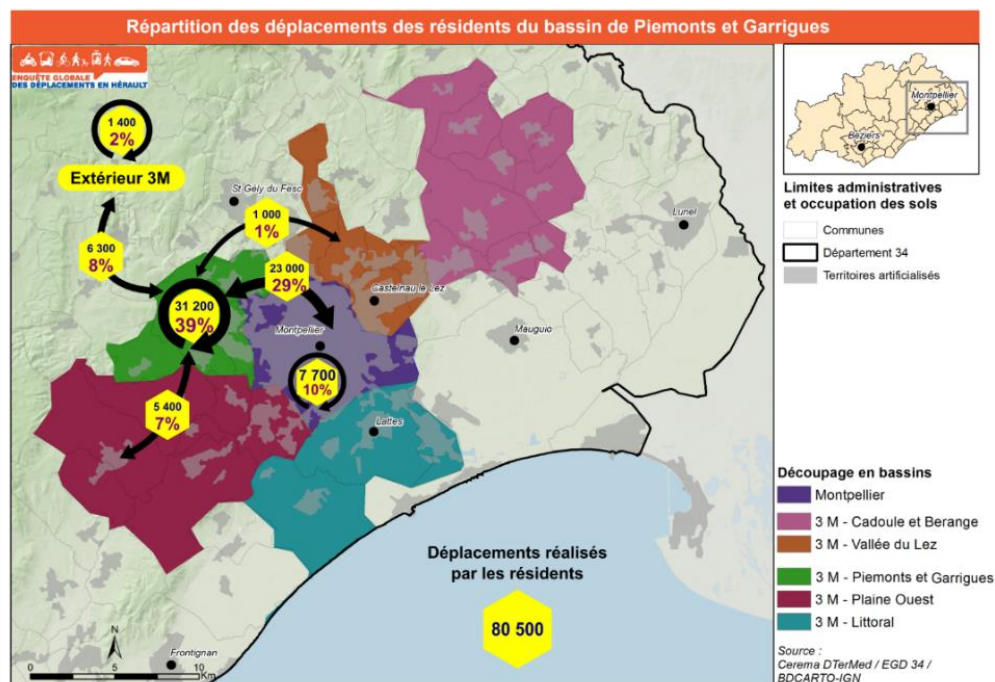 Répartition des déplacements des résidents du bassin de Piemonts et Garrigues
ENQUÊTE GLOBALE
DES DÉPLACEMENTS EN HÉRAULT
1 400
2%
Extérieur 3M
6 300
8%
St Gély du Fesc
1 000
1%
23 000
29%
31 200
39%
Castelnau le Lez
Montpellier
7 700
10%
5 400
7%
Lattes
Mauguio
Lunel
Frontignan
Déplacements réalisés
par les résidents
80 500
N
0 5 10
Km
Montpellier
Béziers
Limites administratives
et occupation des sols
Communes
Département 34
Territoires artificialisés
Découpage en bassins
Montpellier
3 M - Cadoule et Berange
3 M - Vallée du Lez
3 M - Piemonts et Garrigues
3 M - Plaine Ouest
3 M - Littoral
Source :
Cerema DTerMed / EGD 34 /
BDCARTO-IGN